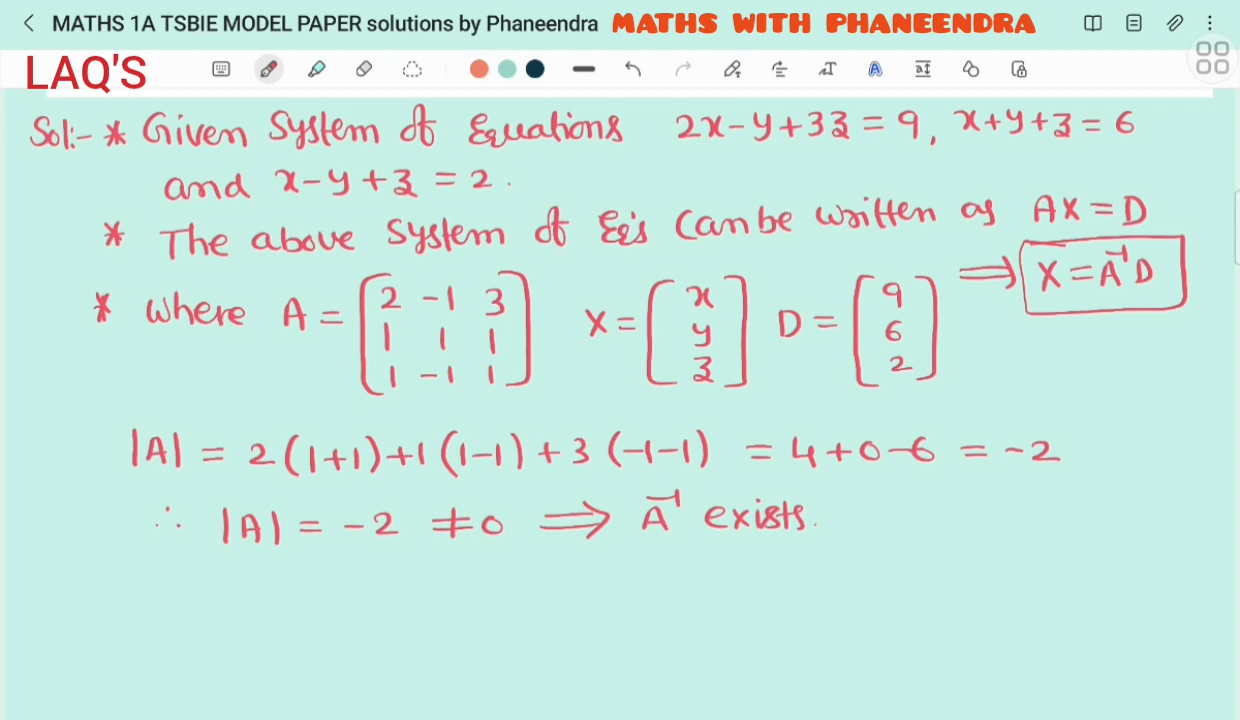 MATHS 1A TSBIE MODEL PAPER solutions by Phaneendra MATHS WITH PHANEENDRA
LAQ'S
Sol:- * Given System of Equations 2x-y+3z=9, x+y+z=6
and x-y+z=2.
* The above system of Eq's can be written as AX=D
⟹ X=A⁻¹D
* where A = [2 -1 3 X = [x D = [9
1 1 1 y 6
1 -1 1] z] 2]
|A| = 2(1+1)+1(1-1)+3(-1-1) = 4+0-6 = -2
∴ |A| = -2 ≠ 0 ⟹ A⁻¹ exists.